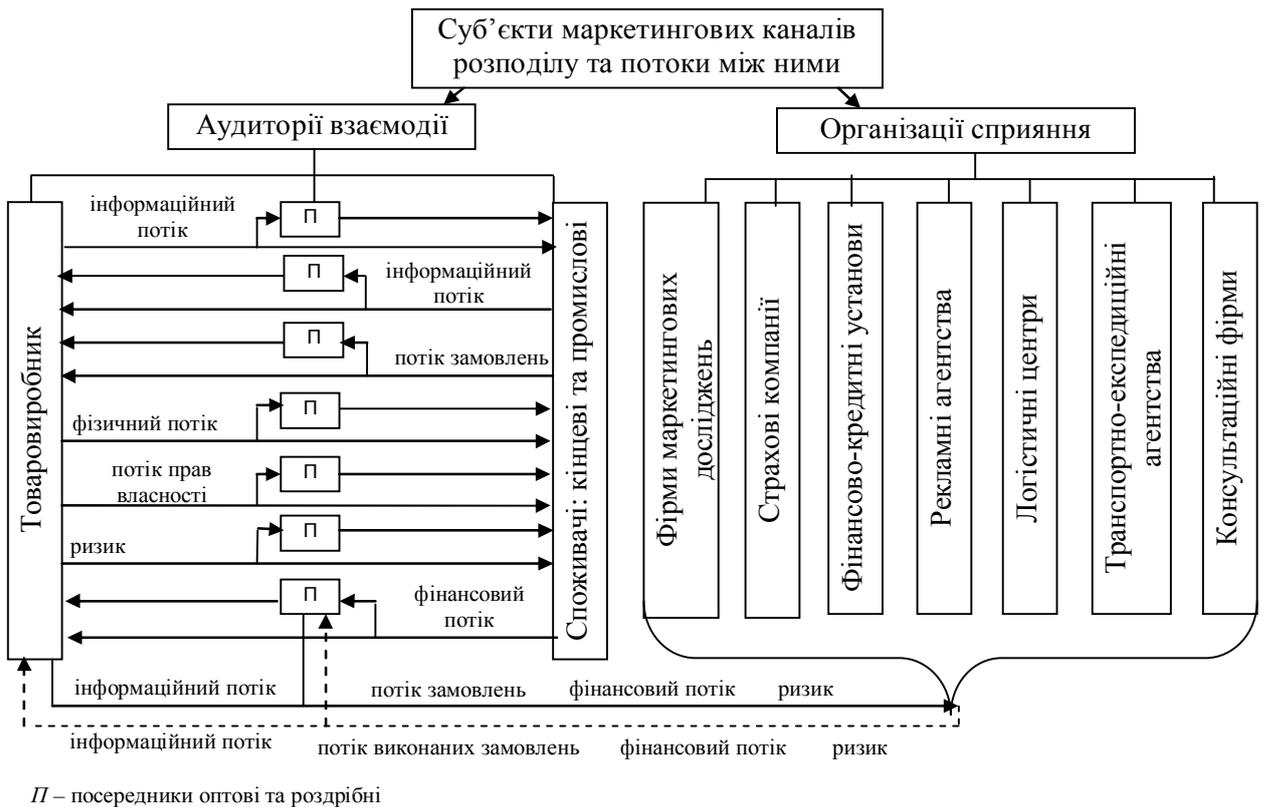 Суб’єкти маркетингових каналів
розподілу та потоки між ними
Аудиторії взаємодії
Організації сприяння
Товаровиробник
інформаційний
потік
П
П
інформаційний
потік
П
потік замовлень
П
фізичний потік
П
потік прав
власності
П
ризик
П
фінансовий
потік
Споживачі: кінцеві та промислові
Фірми маркетингових
досліджень
Страхові компанії
Фінансово-кредитні установи
Рекламні агентства
Логістичні центри
Транспортно-експедиційні
агентства
Консультаційні фірми
інформаційний потік потік замовлень фінансовий потік ризик
інформаційний потік потік виконаних замовлень фінансовий потік ризик
П – посередники оптові та роздрібні